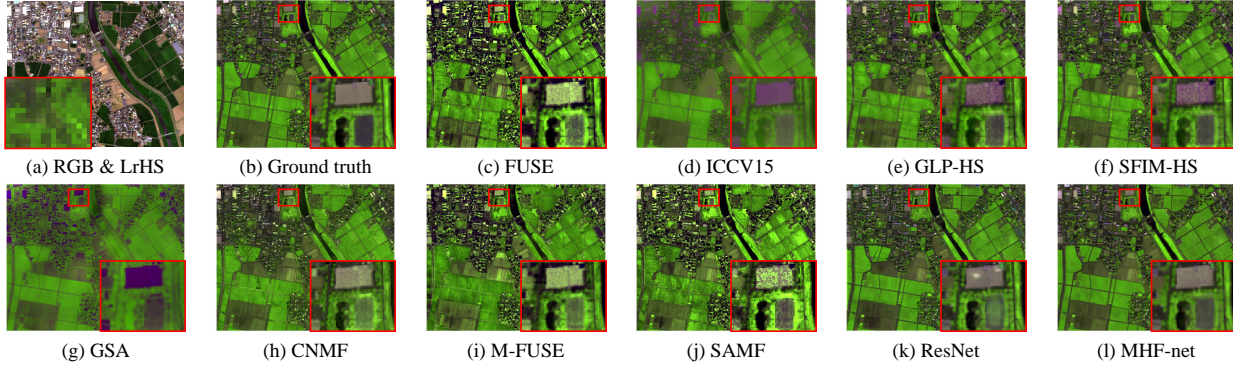 (a) RGB & LrHS (b) Ground truth (c) FUSE (d) ICCV15 (e) GLP-HS (f) SFIM-HS
(g) GSA (h) CNMF (i) M-FUSE (j) SAMF (k) ResNet (l) MHF-net